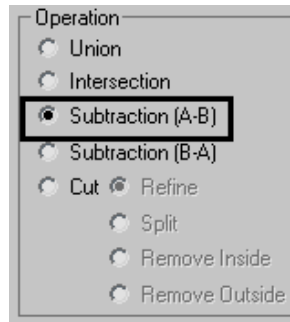 Operation
Union
Intersection
Subtraction (A-B)
Subtraction (B-A)
Cut Refine
Split
Remove Inside
Remove Outside